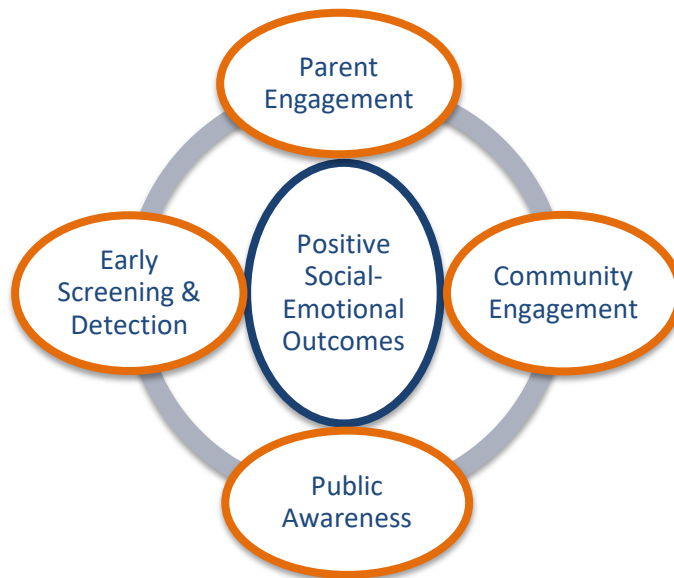 Parent
Engagement
Early
Screening &
Detection
Positive
Social-
Emotional
Outcomes
Community
Engagement
Public
Awareness